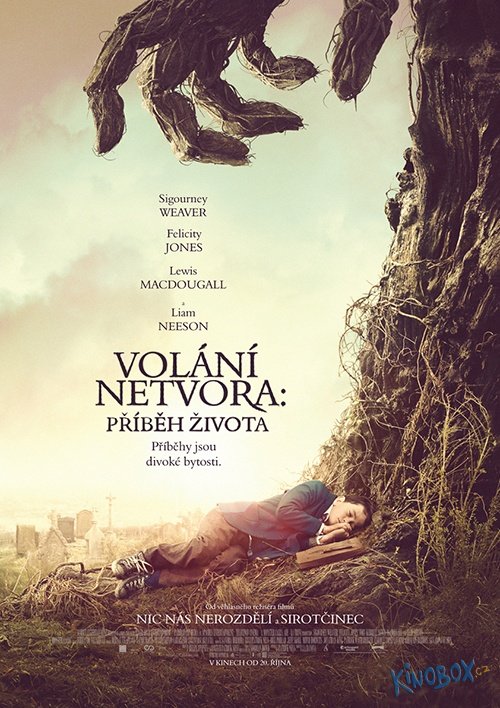 Sigourney
WEAVER
Felicity
JONES
Lewis
MACDOUGALL
a
Liam
NEESON
VOLÁNÍ
NETVORA:
PŘÍBĚH ŽIVOTA
Příběhy jsou
divoké bytosti.
Od věhlasného režiséra filmů
NIC NÁS NEROZDĚLÍ a SIROTČINEC
V KINECH OD 20. ŘÍJNA
KINOBOX.CZ